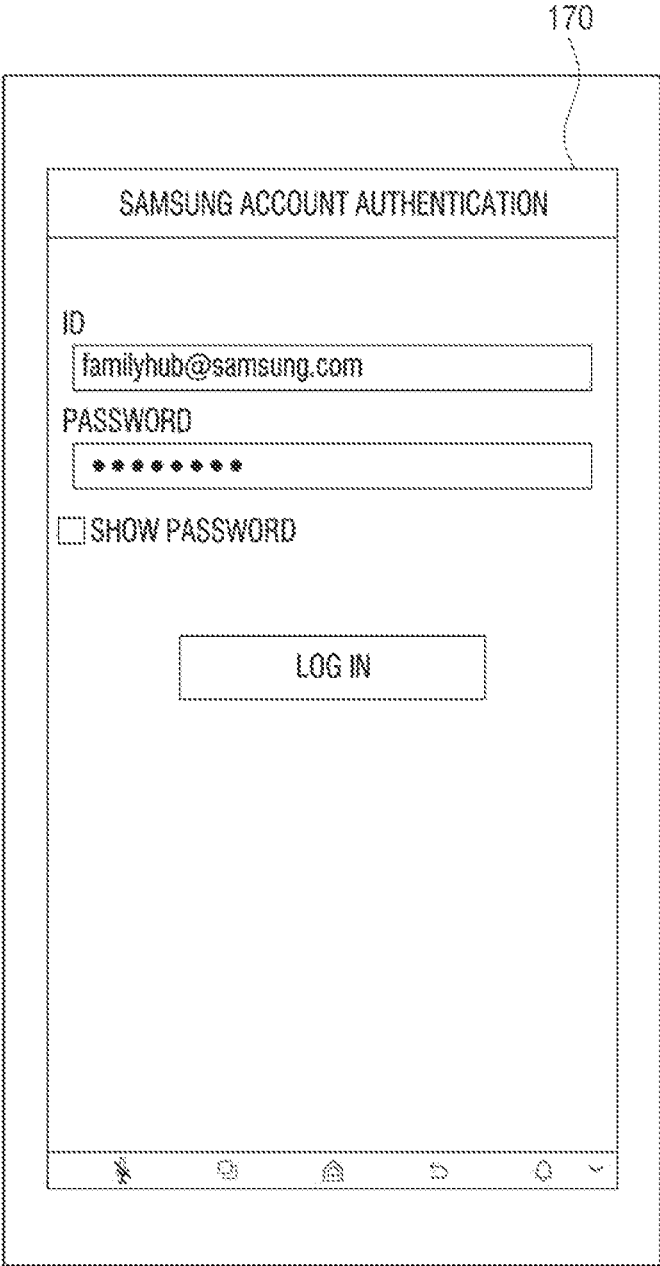 170
SAMSUNG ACCOUNT AUTHENTICATION
ID
familyhub@samsung.com
PASSWORD
••••••••
SHOW PASSWORD
LOG IN